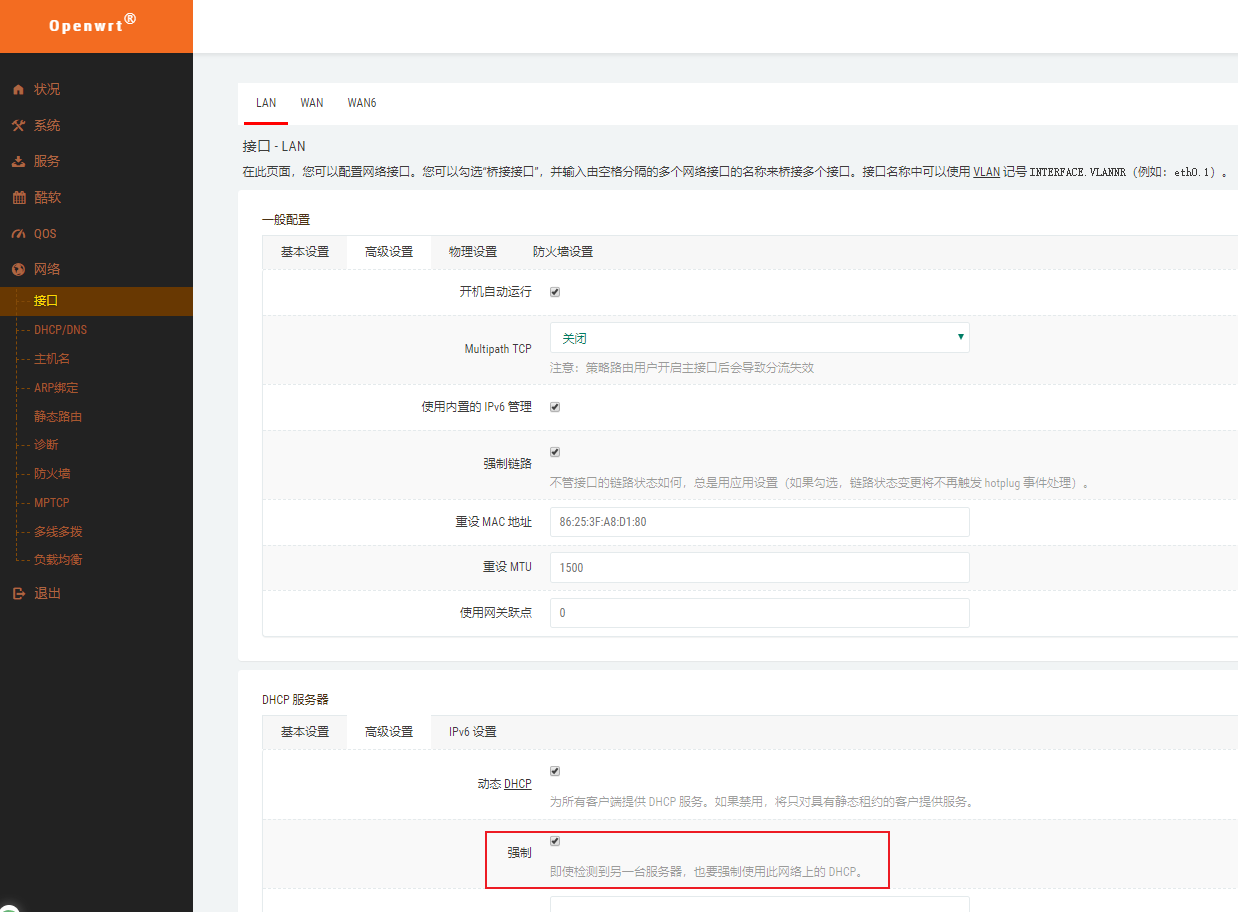 Openwrt®
状况
系统
服务
酷软
QOS
网络
接口
DHCP/DNS
主机名
ARP绑定
静态路由
诊断
防火墙
MPTCP
多线多拨
负载均衡
退出
LAN WAN WAN6
接口 - LAN
在此页面，您可以配置网络接口。您可以勾选“桥接接口”，并输入由空格分隔的多个网络接口的名称来桥接多个接口。接口名称中可以使用 VLAN 记号 INTERFACE.VLANNR（例如：eth0.1）。
一般配置
基本设置 高级设置 物理设置 防火墙设置
开机自动运行
Multipath TCP 关闭
注意：策略路由用户开启主接口后会导致分流失效
使用内置的 IPv6 管理
强制链路
不管接口的链路状态如何，总是用应用设置（如果勾选，链路状态变更将不再触发 hotplug 事件处理）。
重设 MAC 地址 86:25:3F:A8:D1:80
重设 MTU 1500
使用网关跃点 0
DHCP 服务器
基本设置 高级设置 IPv6 设置
动态 DHCP
为所有客户端提供 DHCP 服务。如果禁用，将只对具有静态租约的客户提供服务。
强制
即使检测到另一台服务器，也要强制使用此网络上的 DHCP。